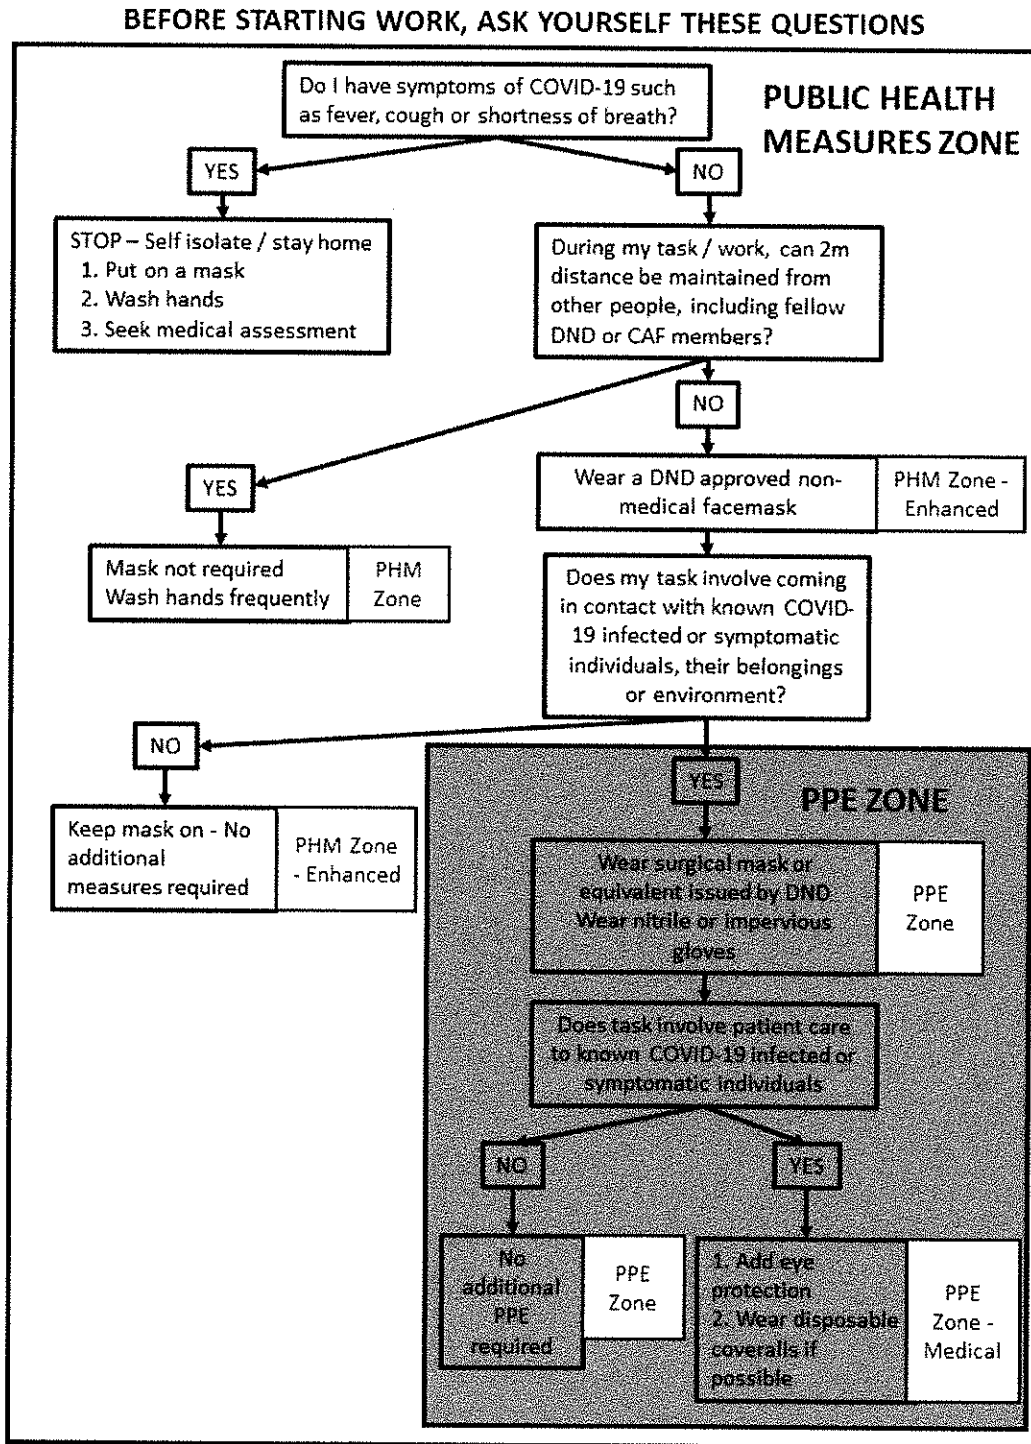 BEFORE STARTING WORK, ASK YOURSELF THESE QUESTIONS
Do I have symptoms of COVID-19 such
as fever, cough or shortness of breath?
PUBLIC HEALTH
MEASURES ZONE
YES
NO
STOP – Self isolate / stay home
1. Put on a mask
2. Wash hands
3. Seek medical assessment
During my task / work, can 2m
distance be maintained from
other people, including fellow
DND or CAF members?
NO
YES
Wear a DND approved non-
medical facemask
PHM Zone -
Enhanced
Mask not required
Wash hands frequently
PHM
Zone
Does my task involve coming
in contact with known COVID-
19 infected or symptomatic
individuals, their belongings
or environment?
NO
YES
PPE ZONE
Keep mask on - No
additional
measures required
PHM Zone
- Enhanced
Wear surgical mask or
equivalent issued by DND
Wear nitrile or impervious
gloves
PPE
Zone
Does task involve patient care
to known COVID-19 infected or
symptomatic individuals
NO
YES
No
additional
PPE
required
PPE
Zone
1. Add eye
protection
2. Wear disposable
coveralls if
possible
PPE
Zone -
Medical